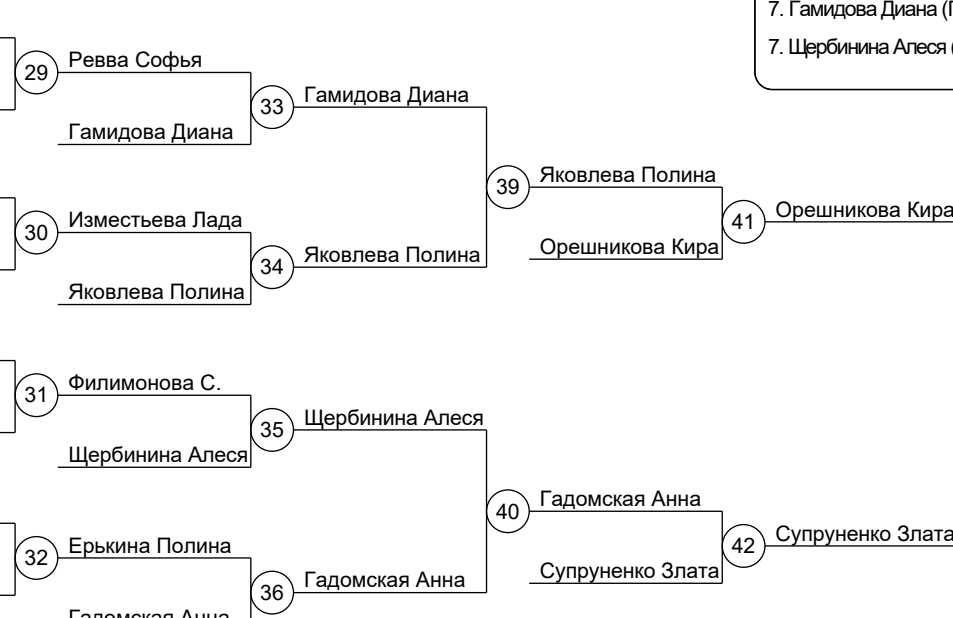 7. Гамидова Диана (
7. Щербинина Алеся (
29
Ревва Софья
33
Гамидова Диана
Гамидова Диана
39
Яковлева Полина
41
Орешникова Кира
30
Изместьева Лада
34
Яковлева Полина
Орешникова Кира
Яковлева Полина
31
Филимонова С.
35
Щербинина Алеся
Щербинина Алеся
40
Гадомская Анна
42
Супруненко Злата
32
Ерькина Полина
36
Гадомская Анна
Супруненко Злата
Гадомская Анна